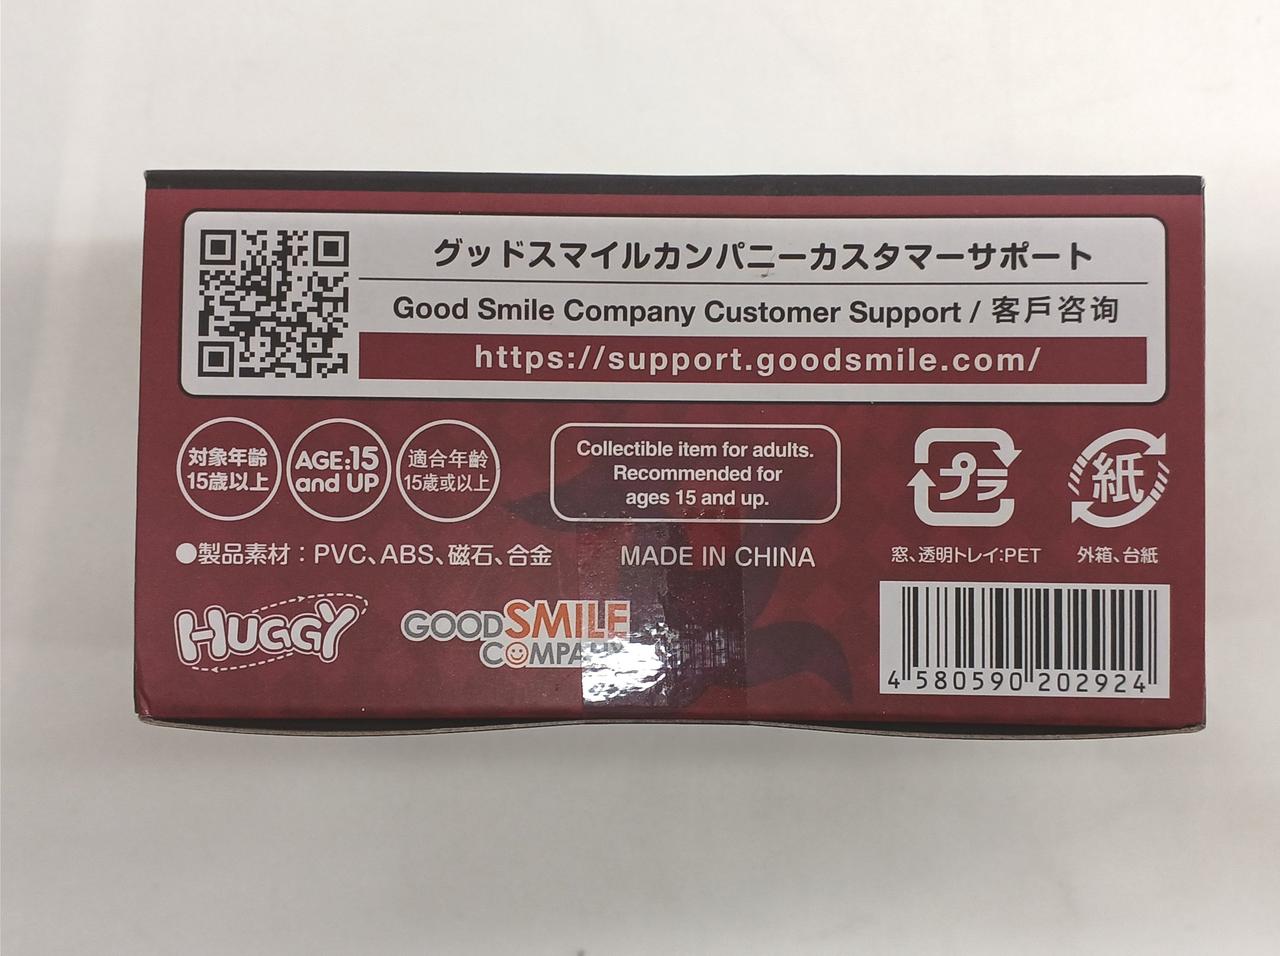 グッドスマイルカンパニーカスタマーサポート
Good Smile Company Customer Support / 客戶咨询
https://support.goodsmile.com/
対象年齢
15歳以上
AGE:15
and UP
適合年齡
15歲或以上
Collectible item for adults.
Recommended for
ages 15 and up.
プラ
紙
●製品素材：PVC、ABS、磁石、合金
MADE IN CHINA
窓、透明トレイ:PET
外箱、台紙
HUGGY
GOODSMILE
COMPANY
4 580590 202924